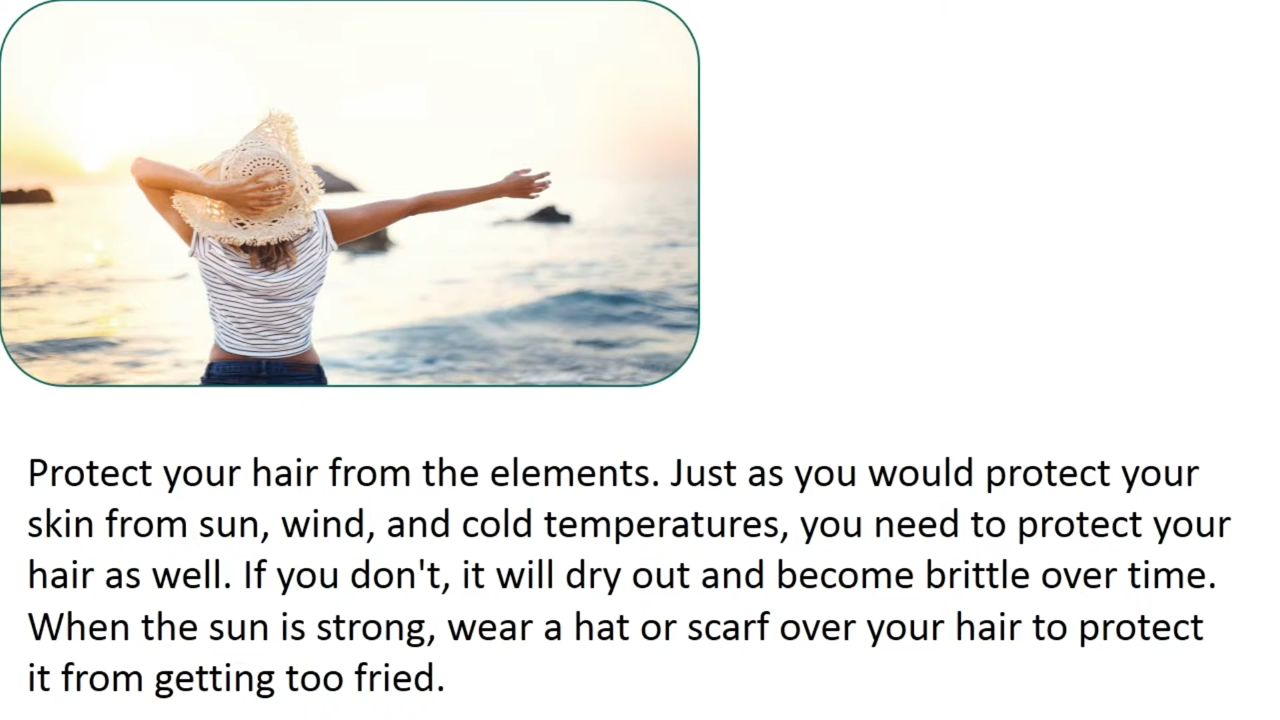 Protect your hair from the elements. Just as you would protect your
skin from sun, wind, and cold temperatures, you need to protect your
hair as well. If you don't, it will dry out and become brittle over time.
When the sun is strong, wear a hat or scarf over your hair to protect
it from getting too fried.